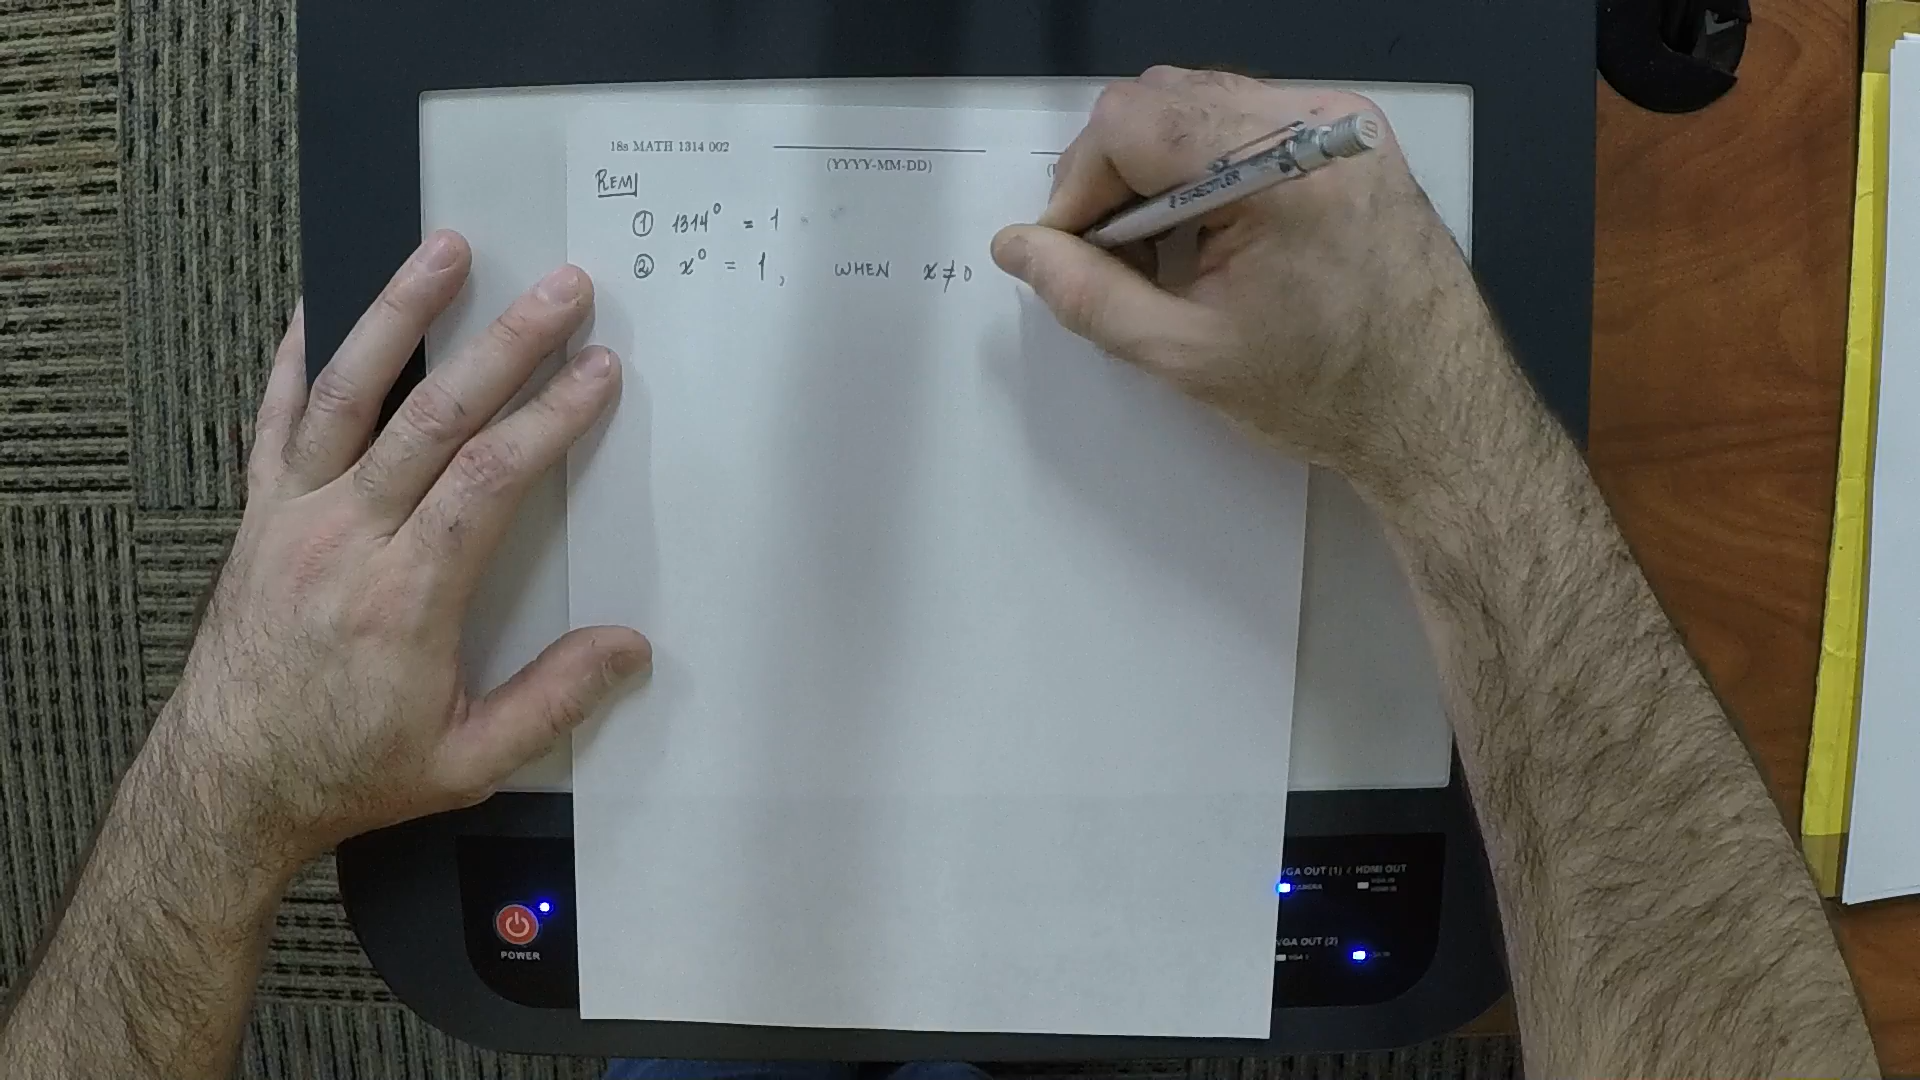 18s MATH 1314 002
(YYYY-MM-DD)
REM
① 1314⁰ = 1
② x⁰ = 1, WHEN x ≠ 0
STAEDTLER
POWER
VGA OUT (1) / HDMI OUT
VGA OUT (2)